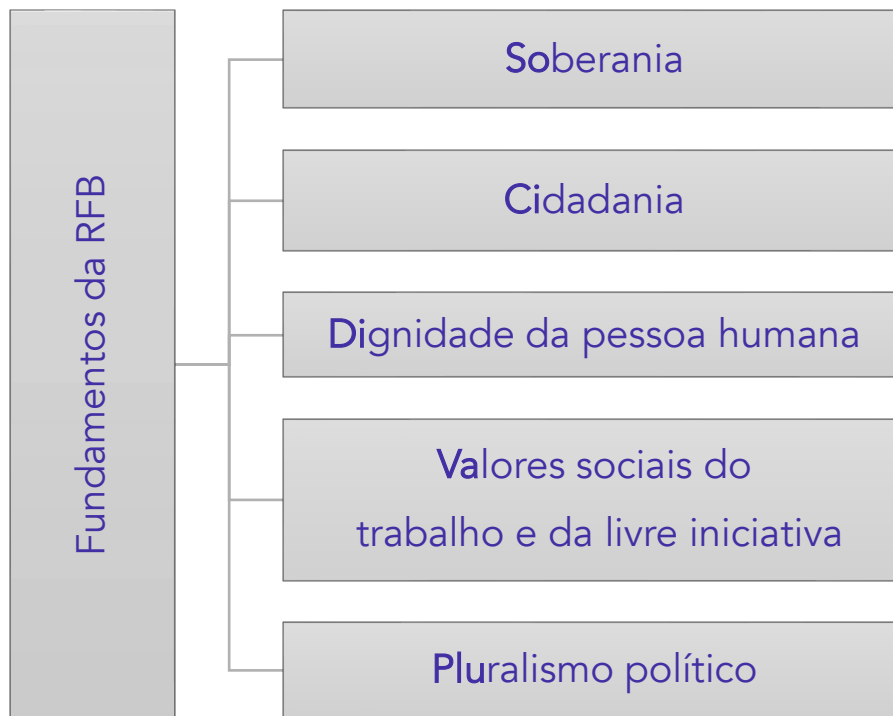 Fundamentos da RFB
Soberania
Cidadania
Dignidade da pessoa humana
Valores sociais do
trabalho e da livre iniciativa
Pluralismo político